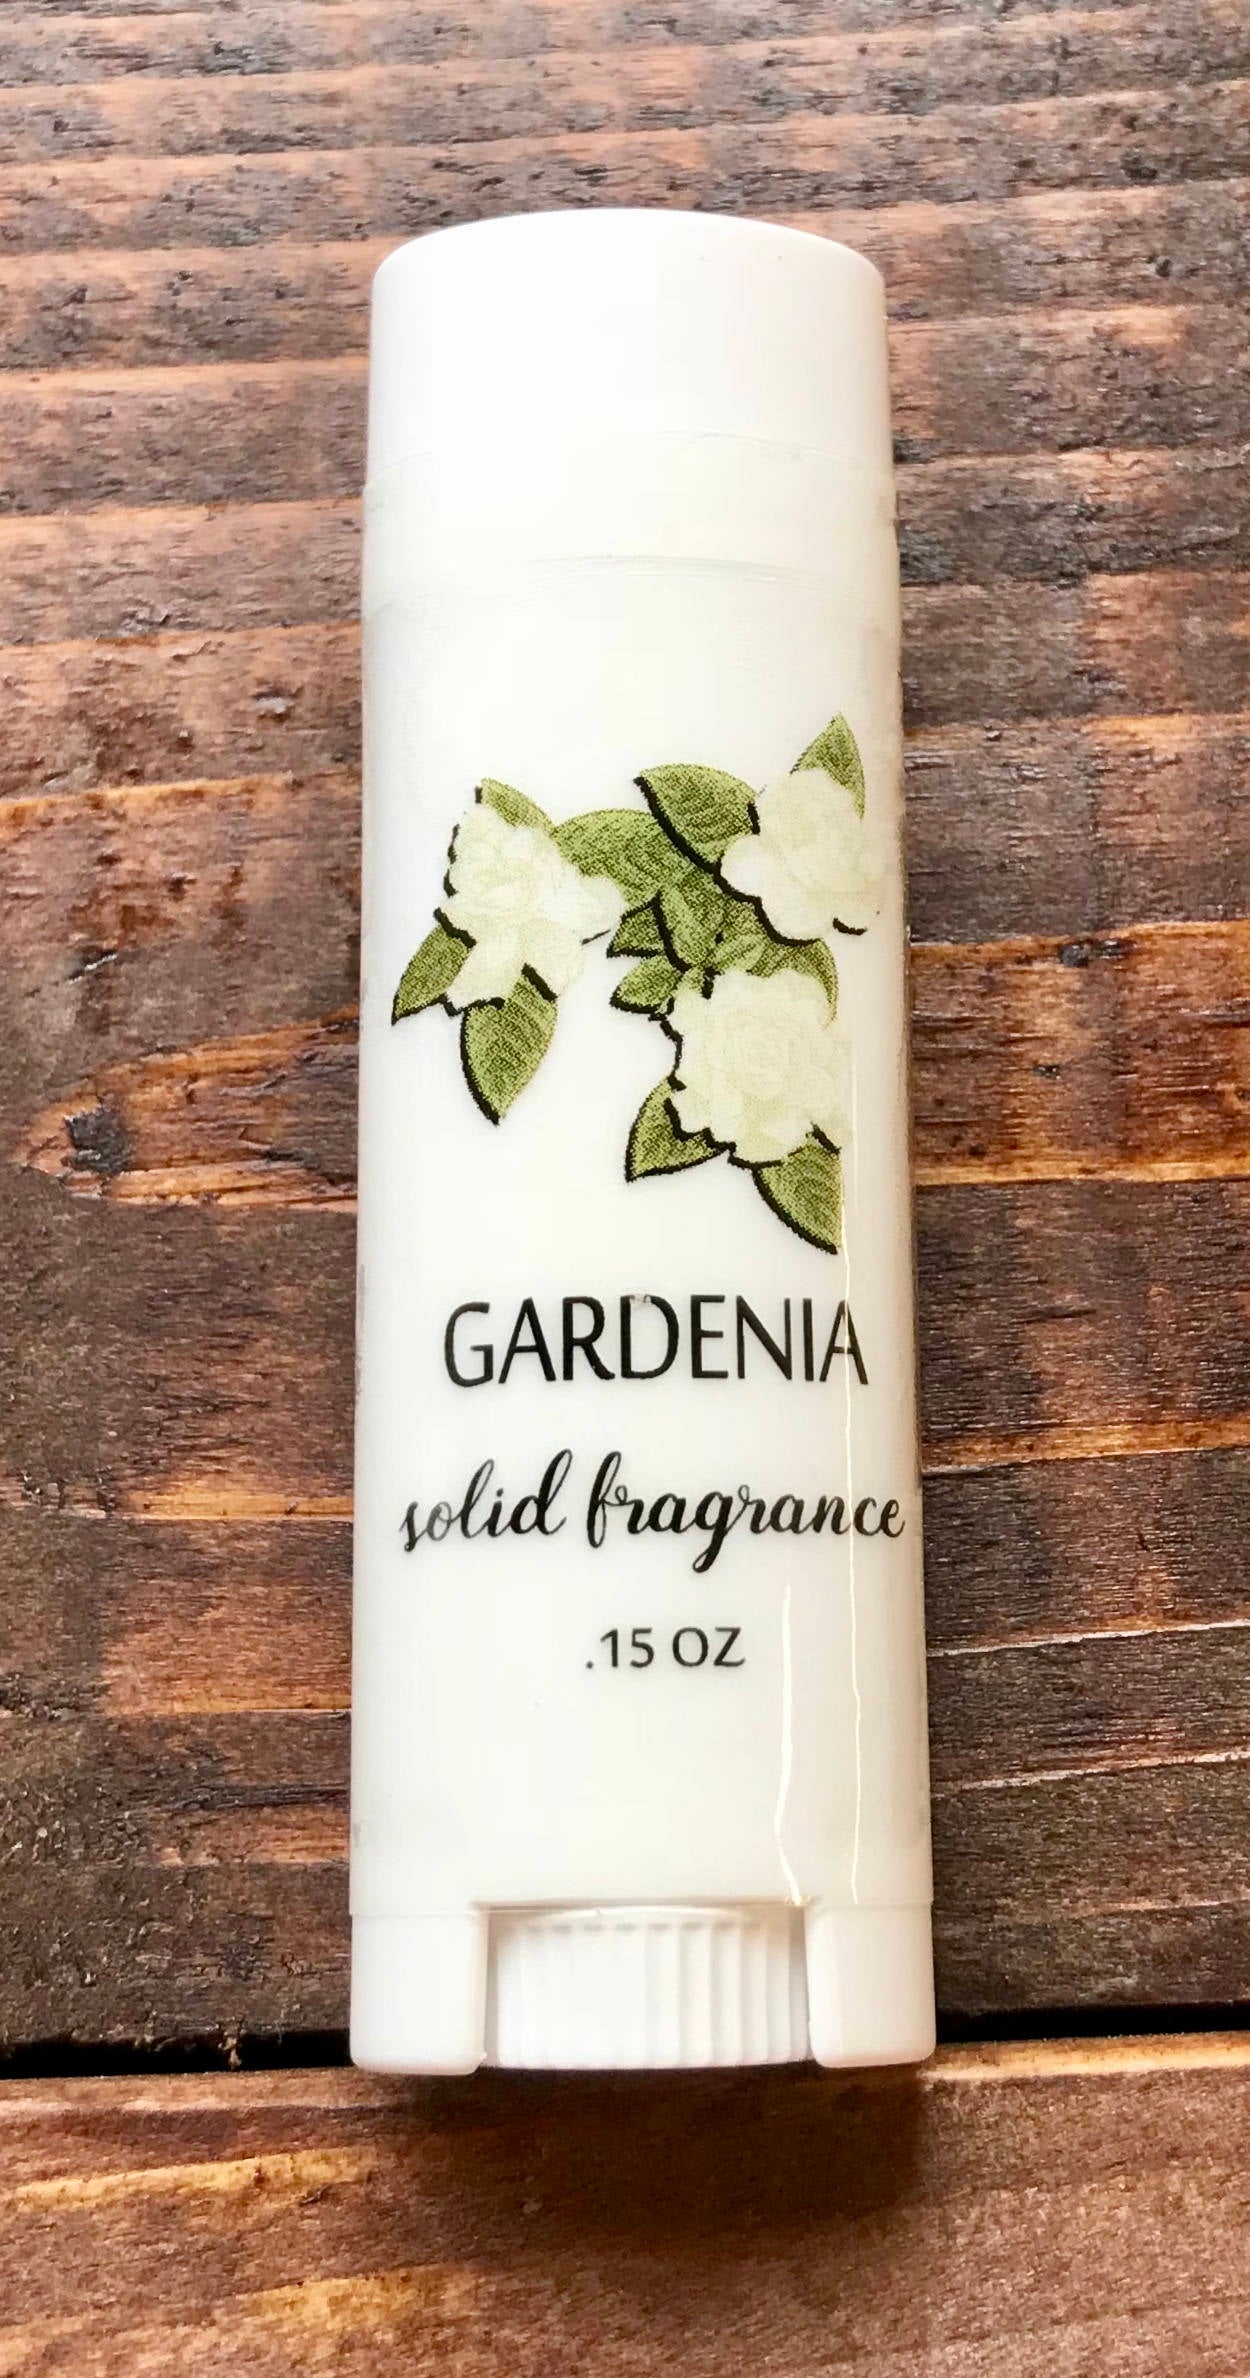 GARDENIA
solid fragrance
.15 OZ